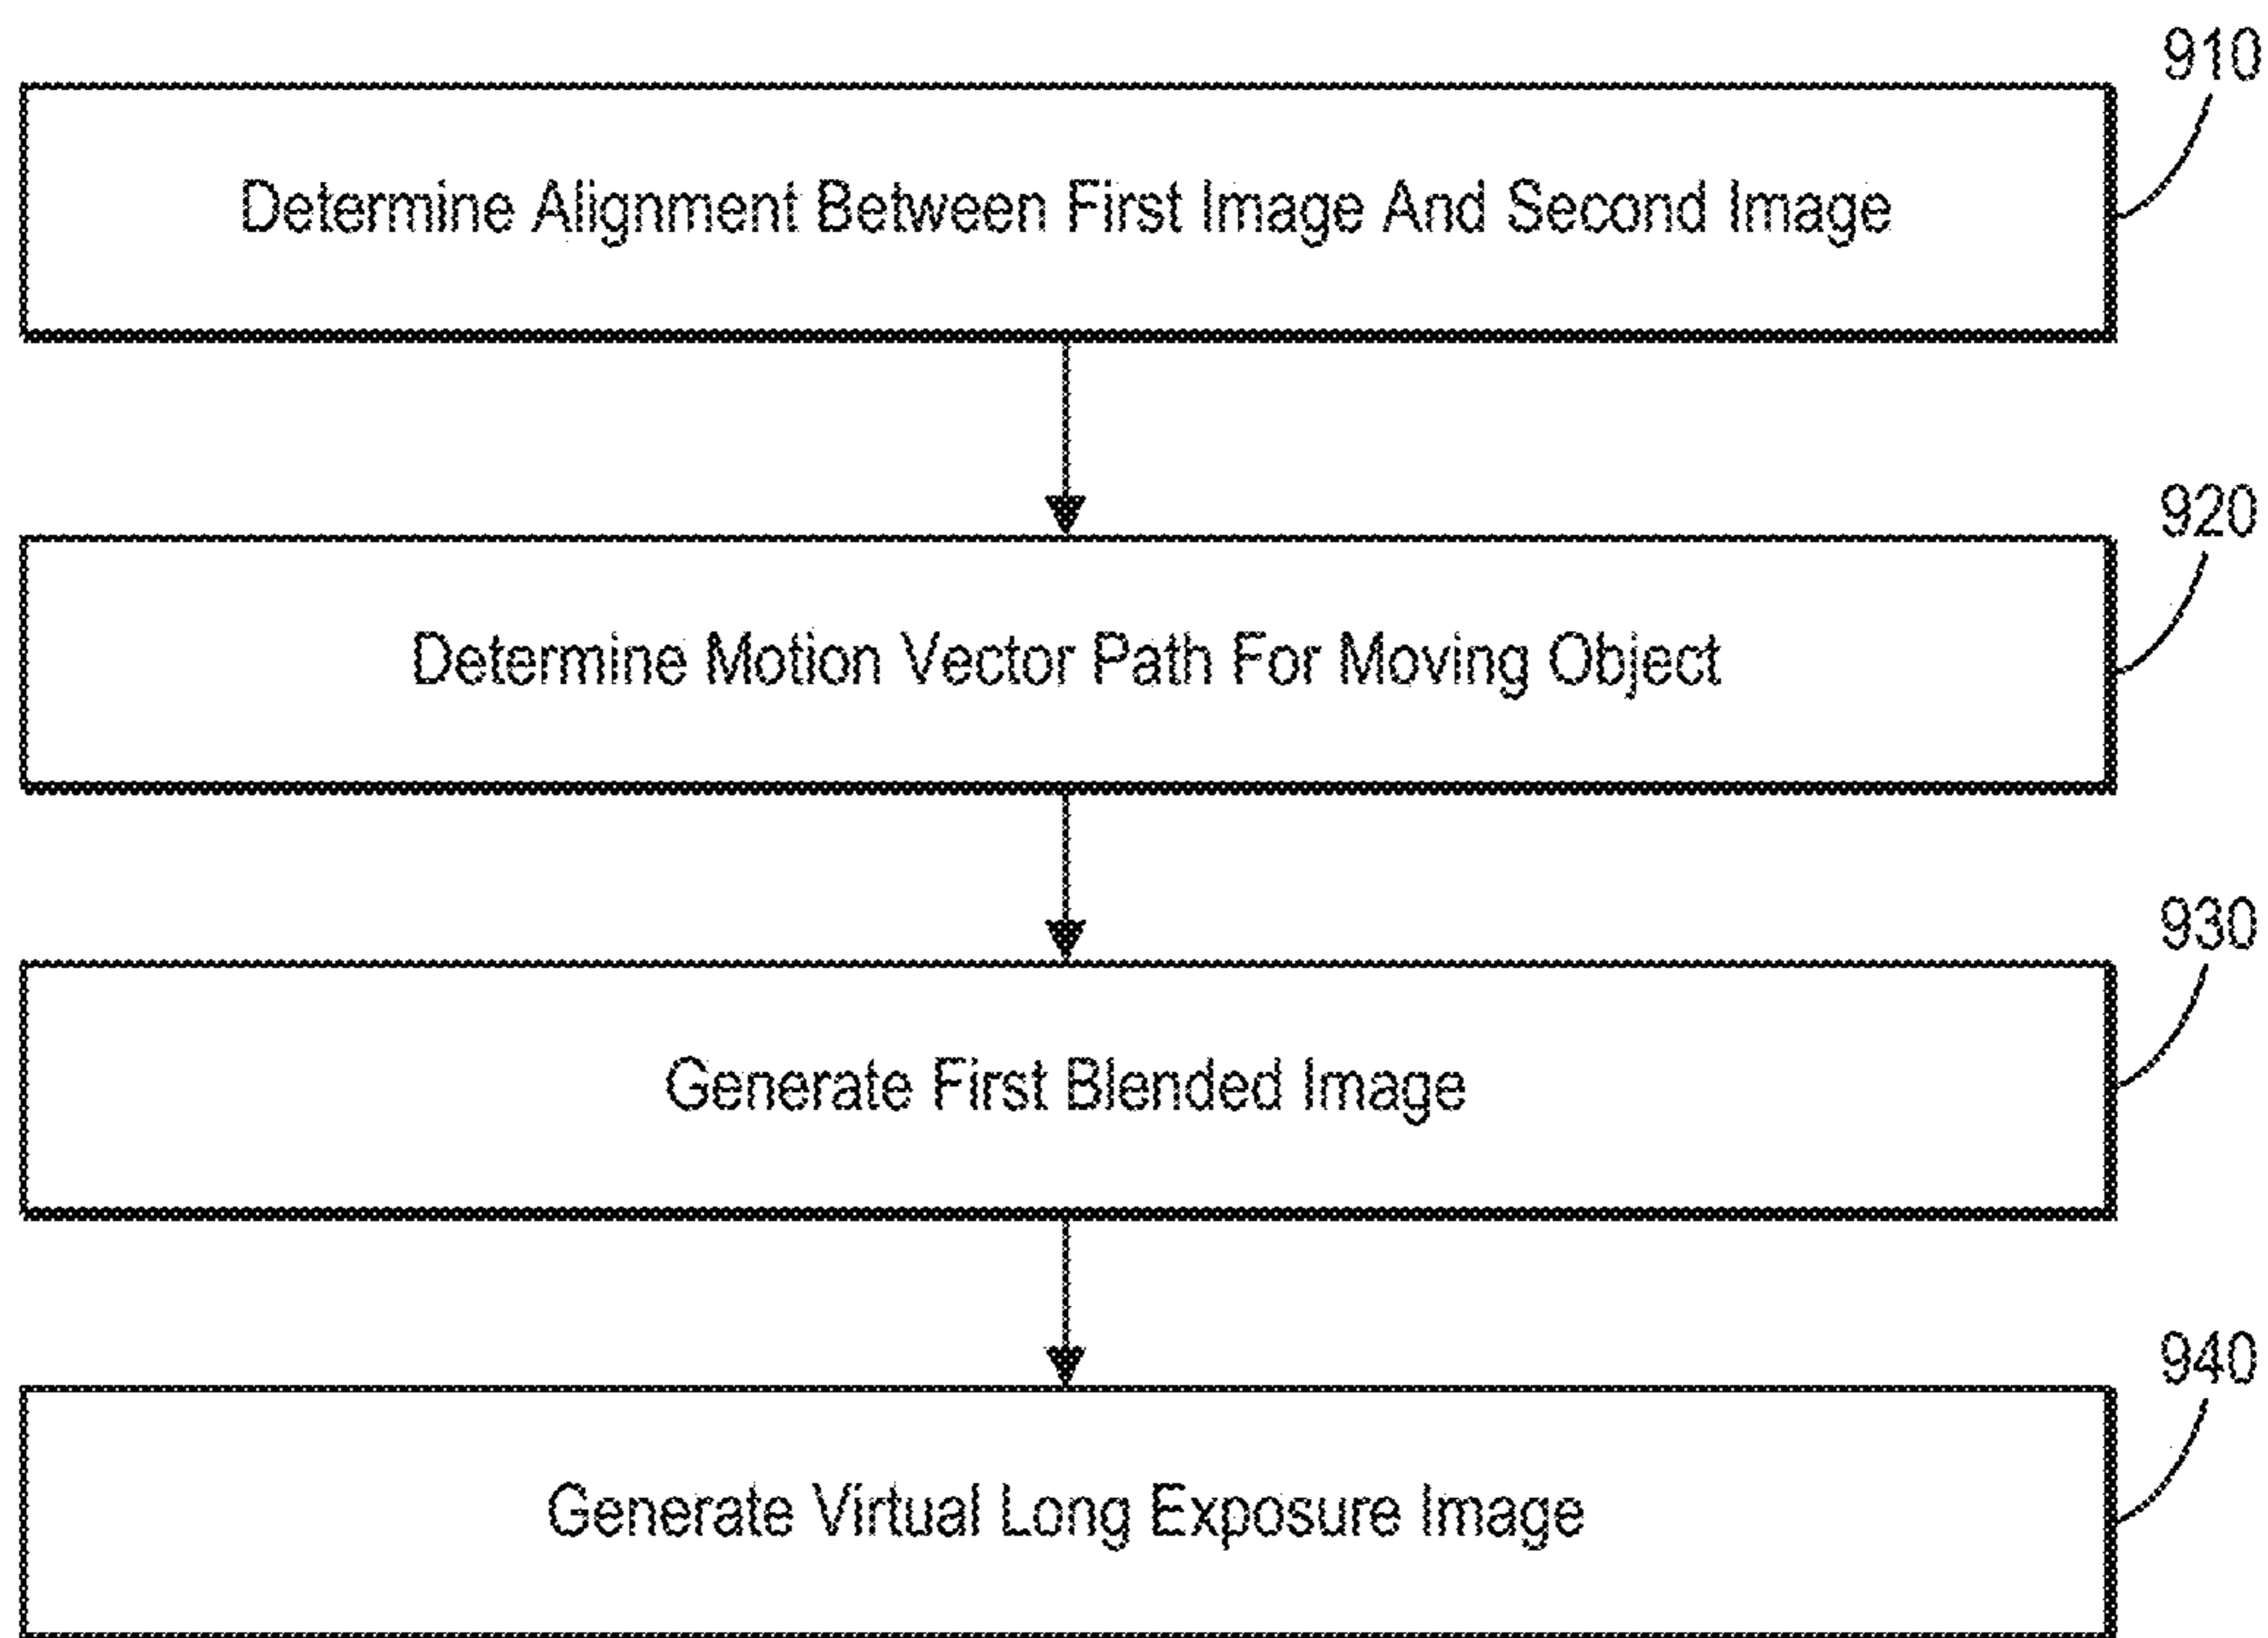 910
Determine Alignment Between First Image And Second Image
920
Determine Motion Vector Path For Moving Object
930
Generate First Blended Image
940
Generate Virtual Long Exposure Image